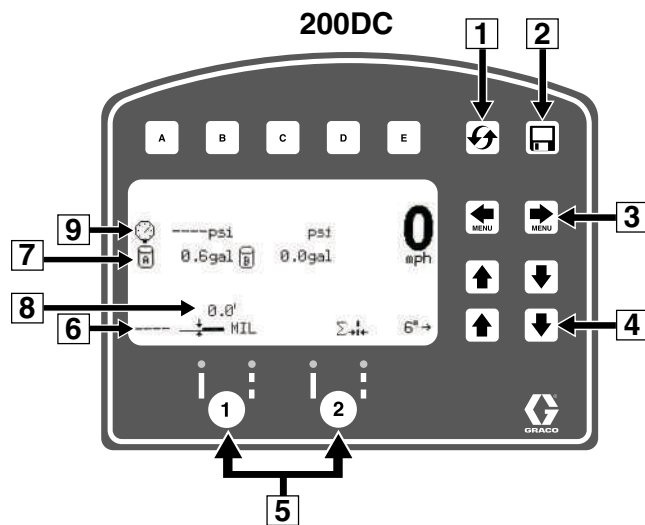 200DC
1 2
A B C D E
9 ----psi psi 0
MENU MENU 3
7 A 0.6gal B 0.0gal mph
8 0.0'
6 ---- MIL Σ 6"→ 4
1 2
GRACO
5